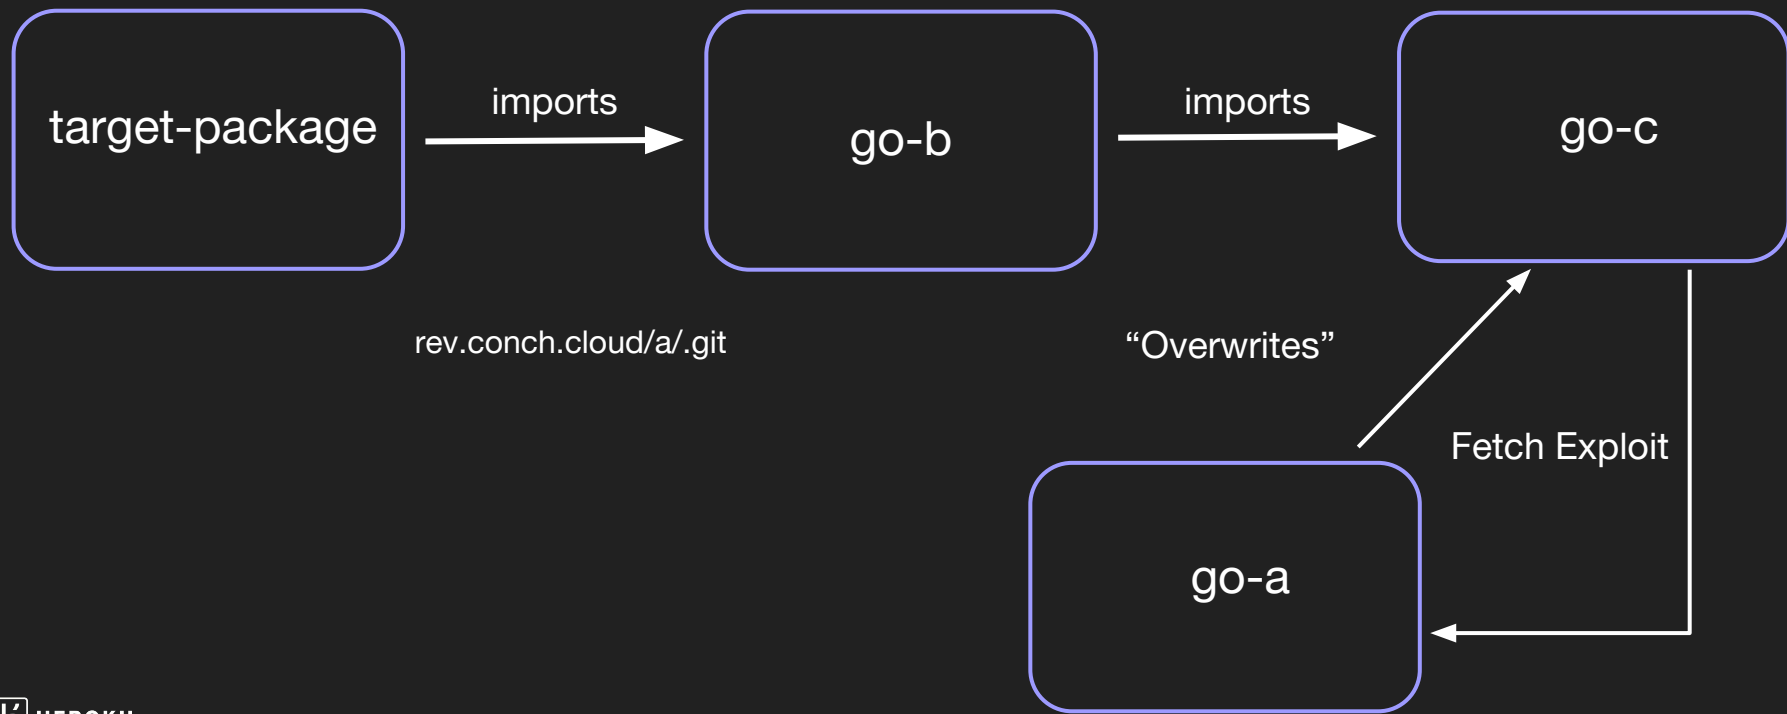 target-package
imports
go-b
imports
go-c
rev.conch.cloud/a/.git
“Overwrites”
Fetch Exploit
go-a